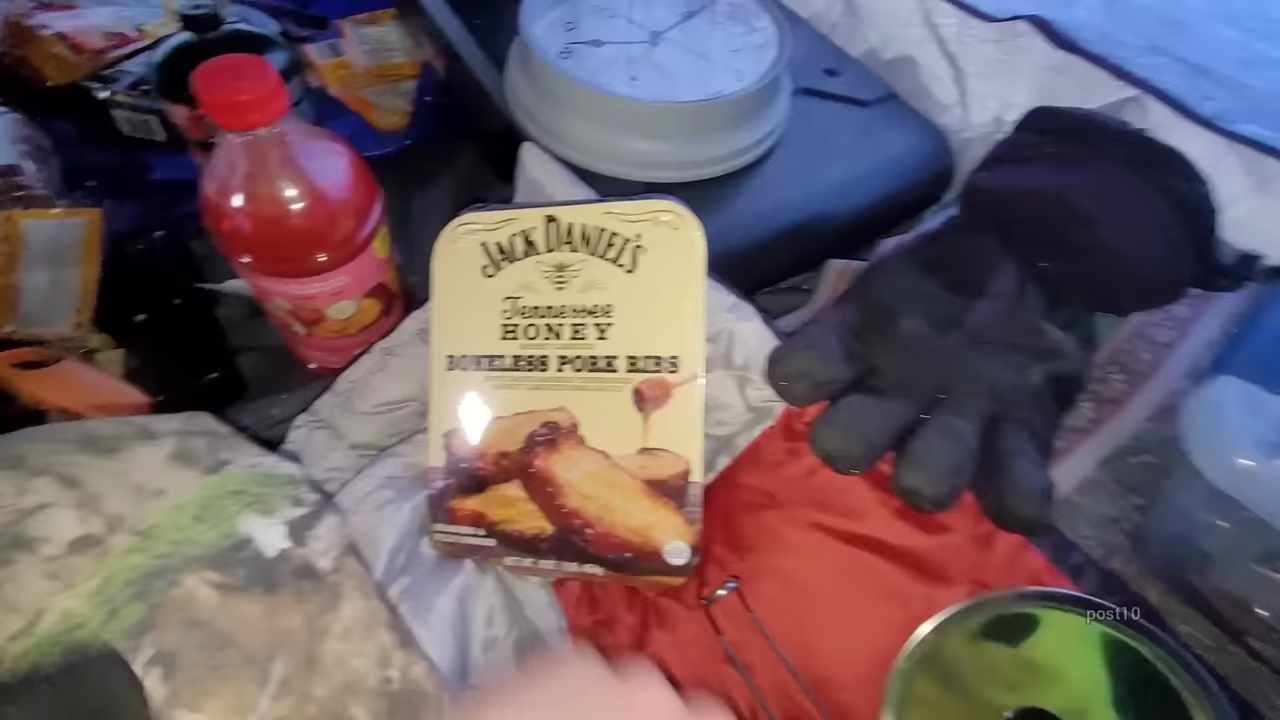 JACK DANIEL'S
Tennessee
HONEY
BONELESS PORK RIBS
post10